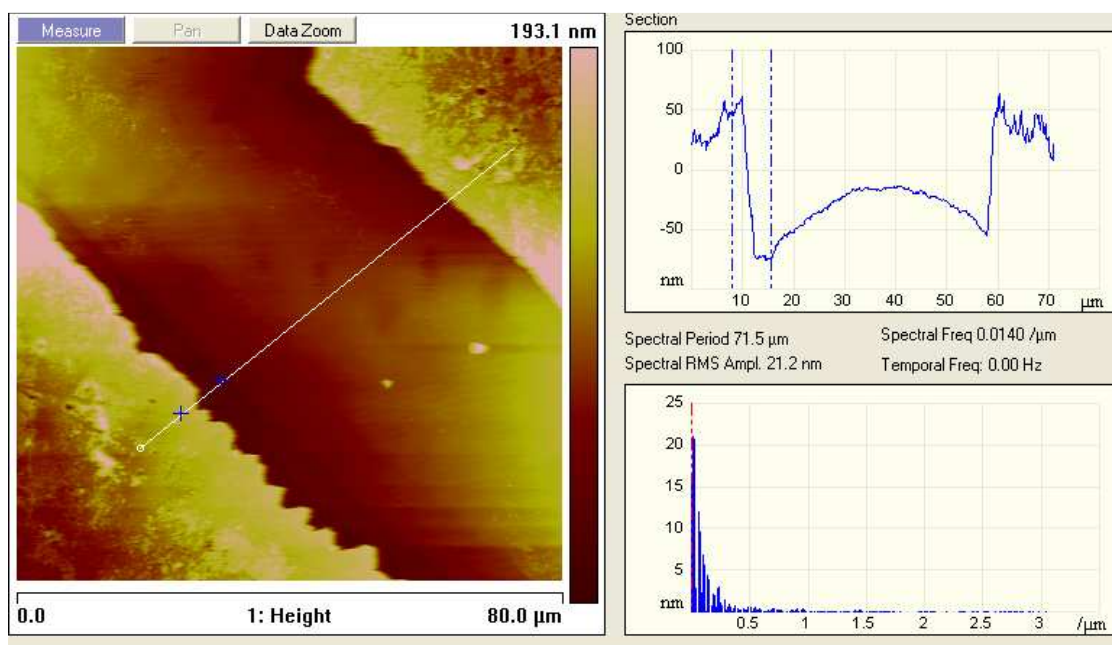 Measure Pan Data Zoom 193.1 nm
0.0 1: Height 80.0 µm
Section
100
50
0
-50
nm
10 20 30 40 50 60 70 µm
Spectral Period 71.5 µm Spectral Freq 0.0140 /µm
Spectral RMS Ampl. 21.2 nm Temporal Freq: 0.00 Hz
25
20
15
10
5
nm
0.5 1 1.5 2 2.5 3 /µm